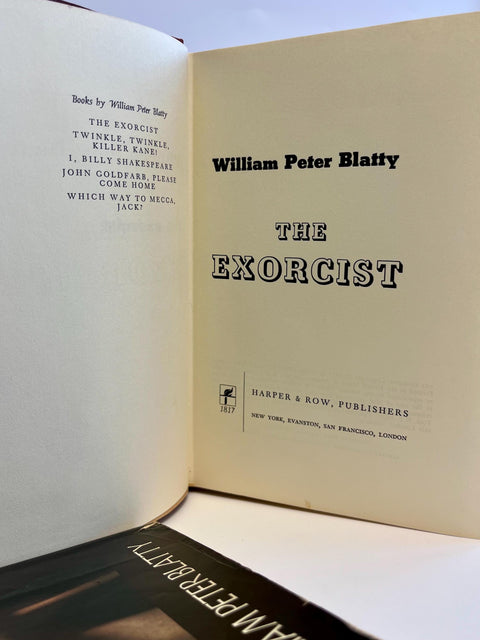 Books by William Peter Blatty
THE EXORCIST
TWINKLE, TWINKLE,
KILLER KANE!
I, BILLY SHAKESPEARE
JOHN GOLDFARB, PLEASE
COME HOME
WHICH WAY TO MECCA,
JACK?
William Peter Blatty
THE
EXORCIST
1817
HARPER & ROW, PUBLISHERS
NEW YORK, EVANSTON, SAN FRANCISCO, LONDON
IAM PETER BLATTY